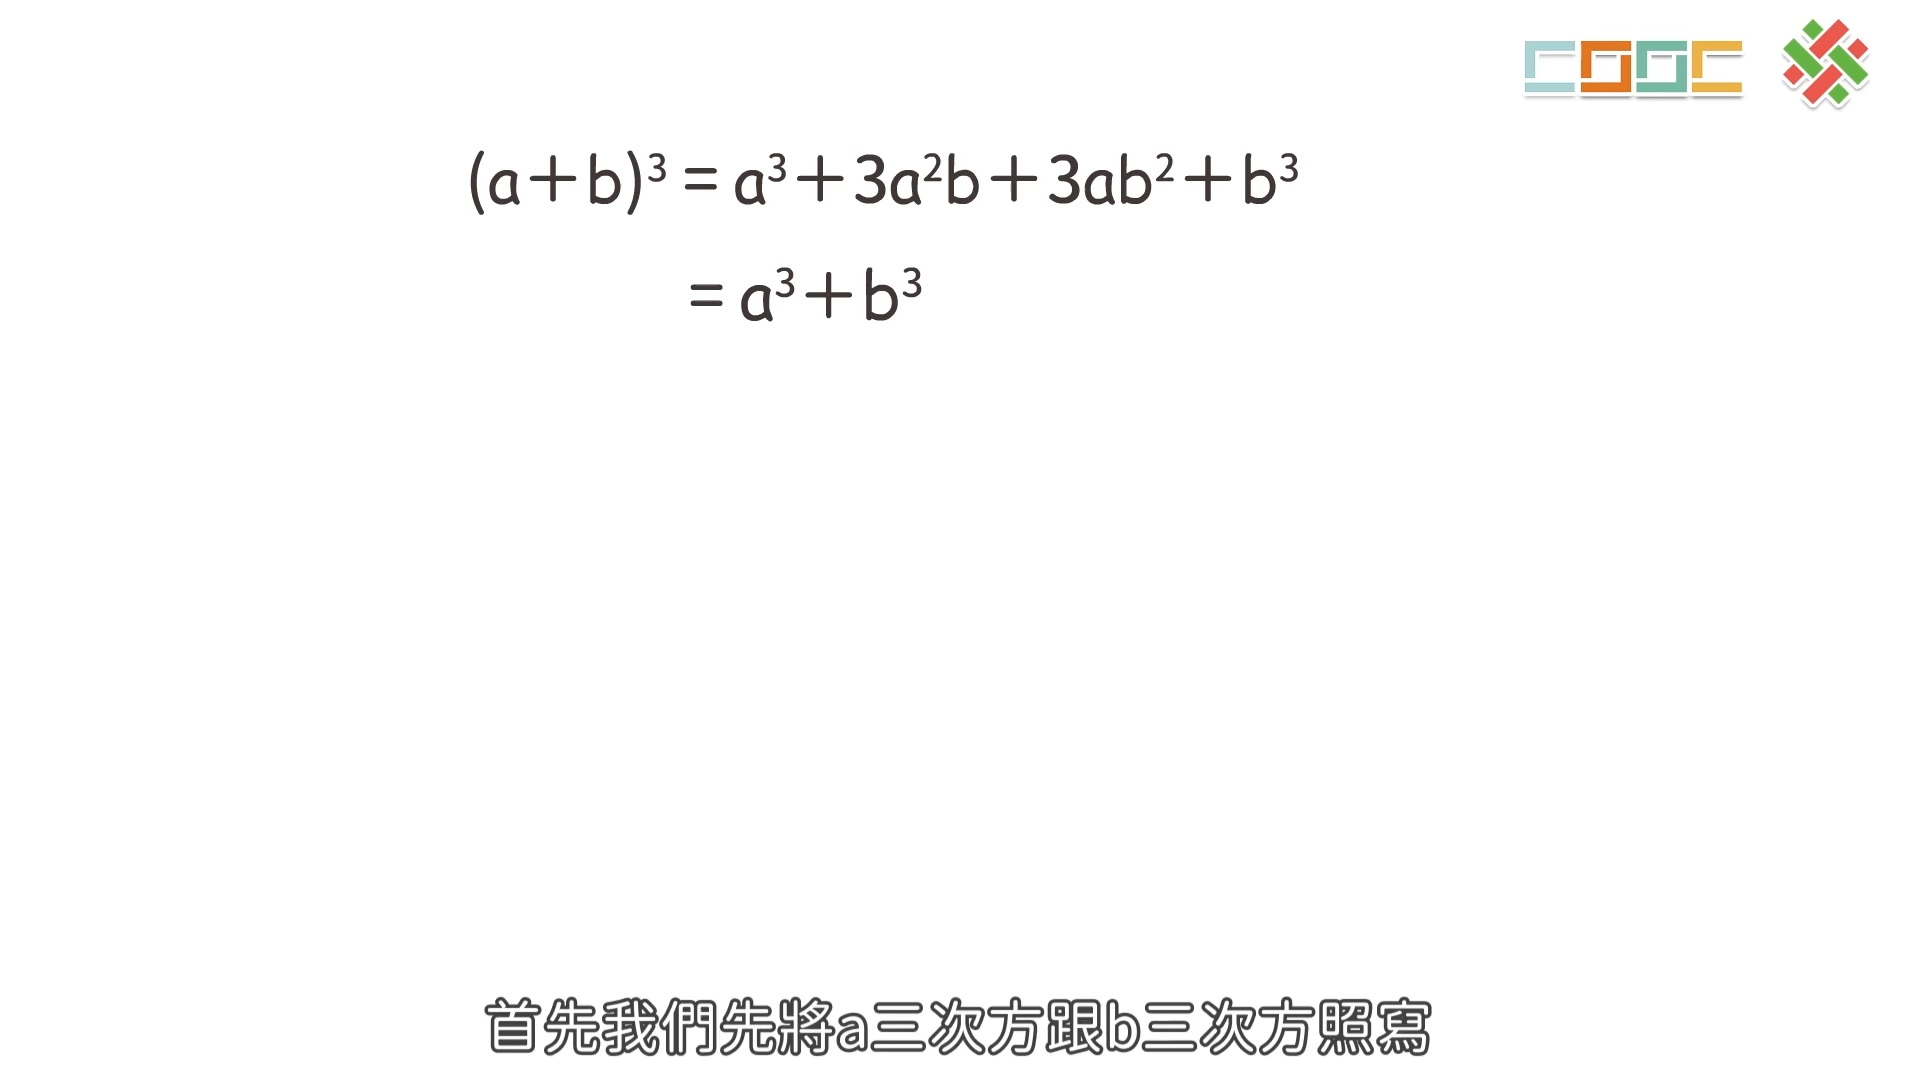 COOC
(a+b)³ = a³+3a²b+3ab²+b³
= a³+b³
首先我們先將a三次方跟b三次方照寫